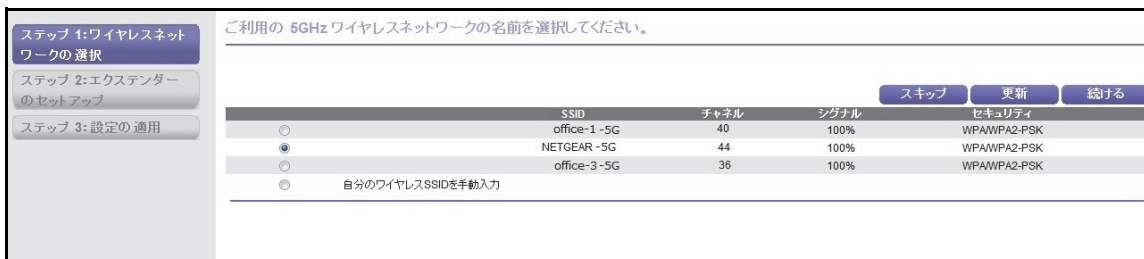 ステップ 1:ワイヤレスネット
ワークの選択
ステップ 2:エクステンダー
のセットアップ
ステップ 3:設定の適用
ご利用の 5GHzワイヤレスネットワークの名前を選択してください。
スキップ 更新 続ける
SSID チャネル シグナル セキュリティ
office-1 -5G 40 100% WPA/WPA2-PSK
NETGEAR -5G 44 100% WPA/WPA2-PSK
office-3 -5G 36 100% WPA/WPA2-PSK
自分のワイヤレスSSIDを手動入力